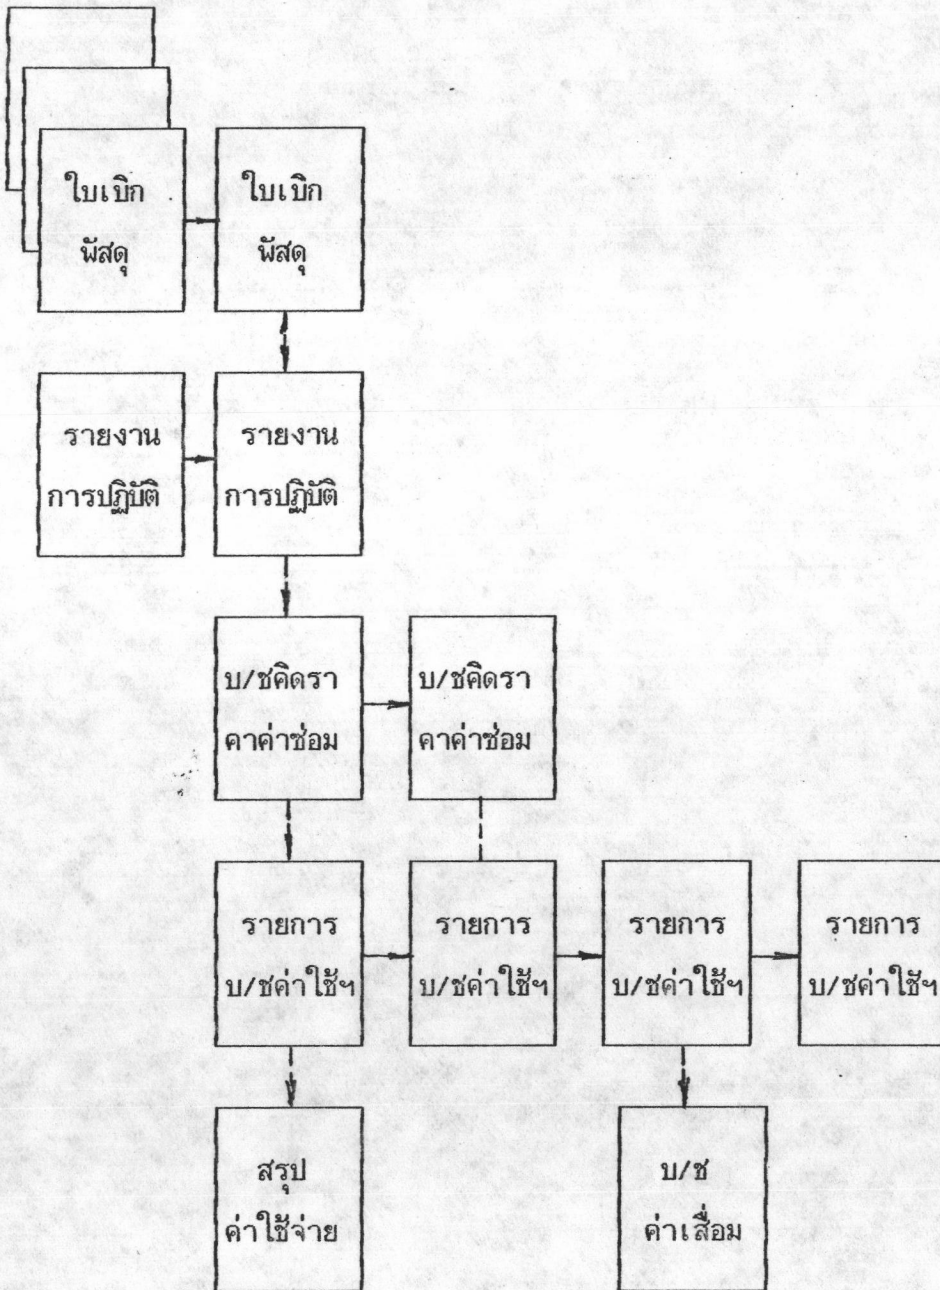 ใบเบิก
พัสดุ
ใบเบิก
พัสดุ
รายงาน
การปฏิบัติ
รายงาน
การปฏิบัติ
บ/ชคิดรา
คาค่าซ่อม
บ/ชคิดรา
คาค่าซ่อม
รายการ
บ/ชค่าใช้ฯ
รายการ
บ/ชค่าใช้ฯ
รายการ
บ/ชค่าใช้ฯ
รายการ
บ/ชค่าใช้ฯ
สรุป
ค่าใช้จ่าย
บ/ช
ค่าเสื่อม